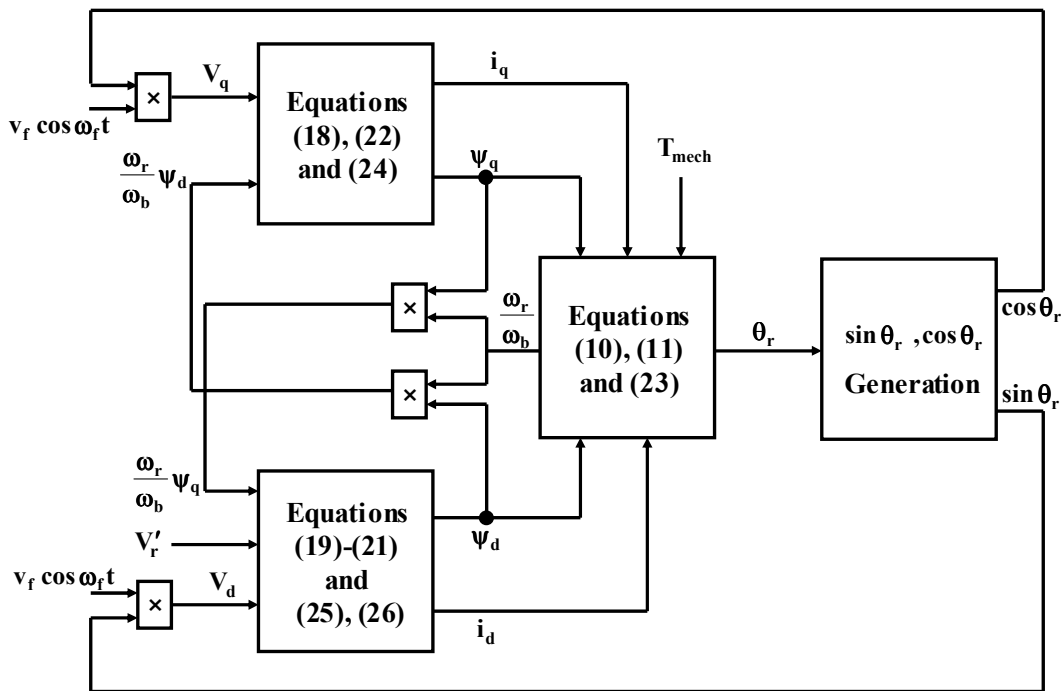 V_q
×
v_f cos ω_f t
Equations
(18), (22)
and (24)
i_q
ψ_q
T_mech
ω_r/ω_b ψ_d
×
ω_r/ω_b
×
Equations
(10), (11)
and (23)
θ_r
sin θ_r , cos θ_r
Generation
cos θ_r
sin θ_r
ω_r/ω_b ψ_q
V_r′
v_f cos ω_f t
×
V_d
Equations
(19)-(21)
and
(25), (26)
ψ_d
i_d